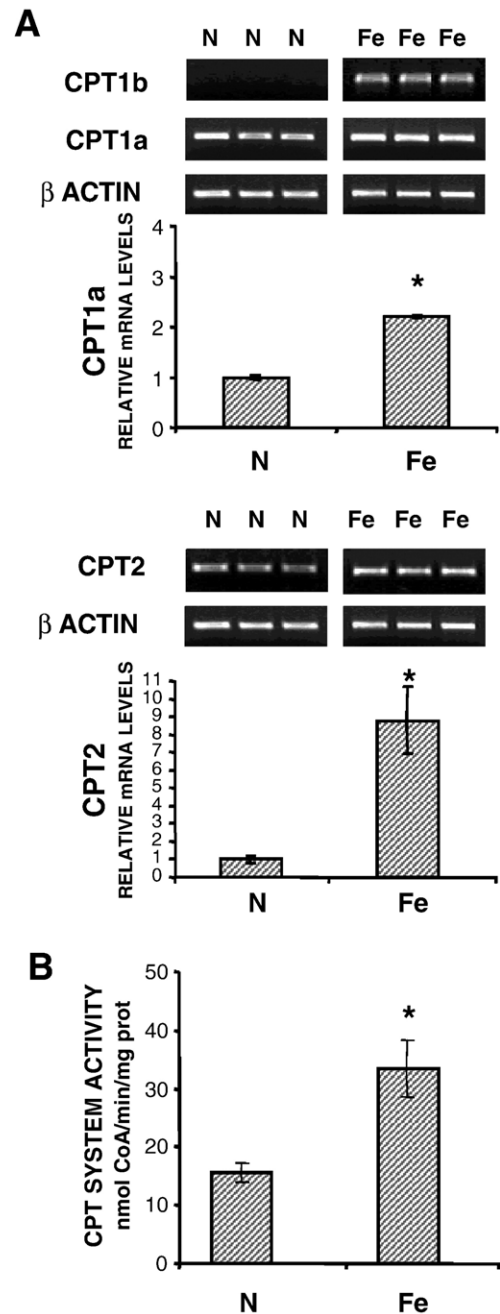 A
N N N Fe Fe Fe
CPT1b
CPT1a
β ACTIN
CPT1a
RELATIVE mRNA LEVELS
4
3
2
1
0
*
N Fe
N N N Fe Fe Fe
CPT2
β ACTIN
CPT2
RELATIVE mRNA LEVELS
11
10
9
8
7
6
5
4
3
2
1
0
*
N Fe
B
CPT SYSTEM ACTIVITY
nmol CoA/min/mg prot
50
40
30
20
10
0
*
N Fe